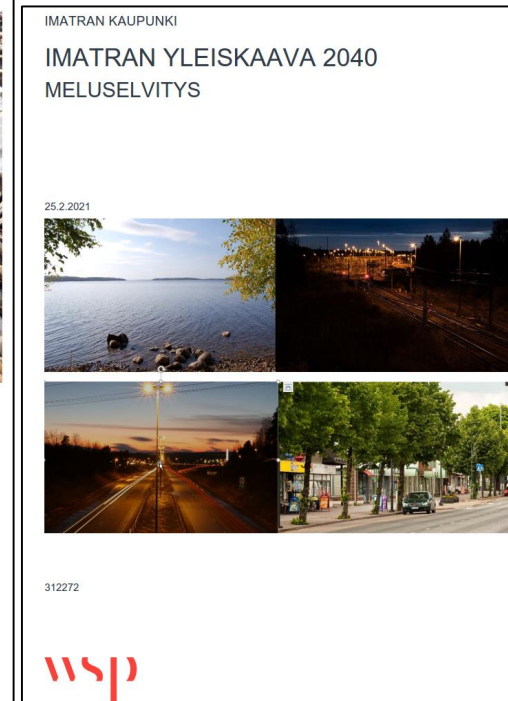 IMATRAN KAUPUNKI
IMATRAN YLEISKAAVA 2040
MELUSELVITYS
25.2.2021
312272
wsp